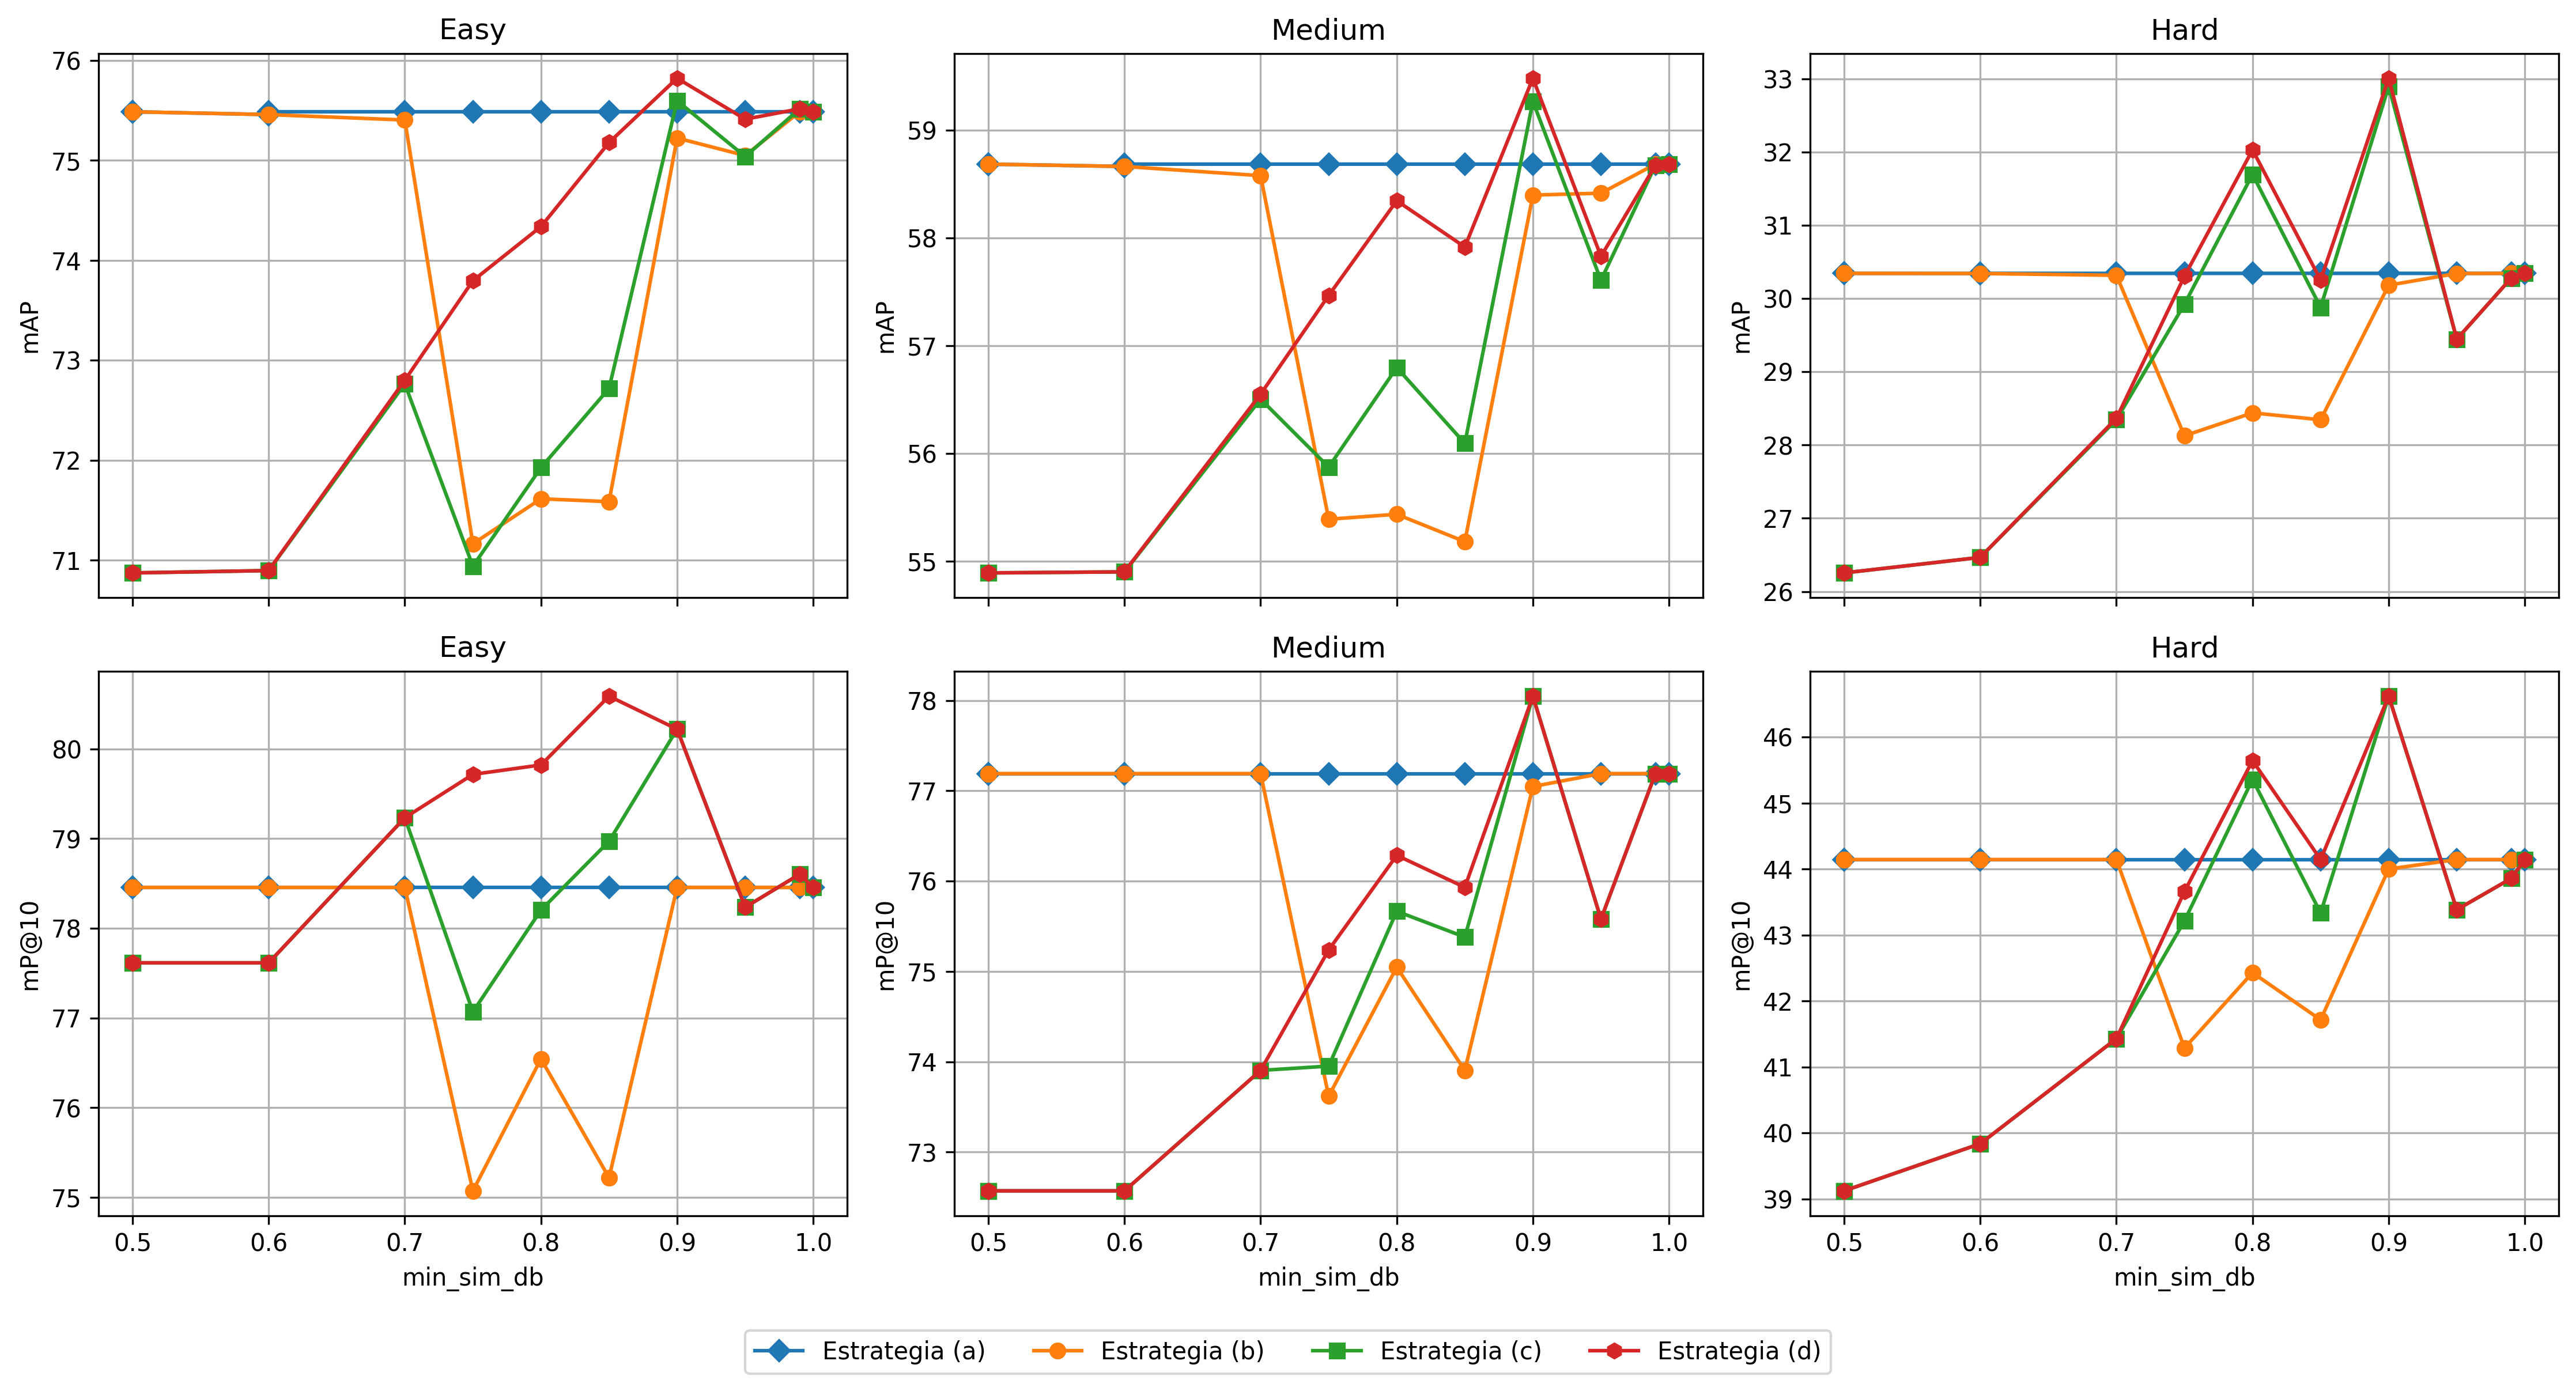 Easy
Medium
Hard
76
75
74
73
72
71
mAP
59
58
57
56
55
mAP
33
32
31
30
29
28
27
26
mAP
Easy
Medium
Hard
80
79
78
77
76
75
mP@10
78
77
76
75
74
73
mP@10
46
45
44
43
42
41
40
39
mP@10
0.5 0.6 0.7 0.8 0.9 1.0
0.5 0.6 0.7 0.8 0.9 1.0
0.5 0.6 0.7 0.8 0.9 1.0
min_sim_db
min_sim_db
min_sim_db
Estrategia (a) Estrategia (b) Estrategia (c) Estrategia (d)